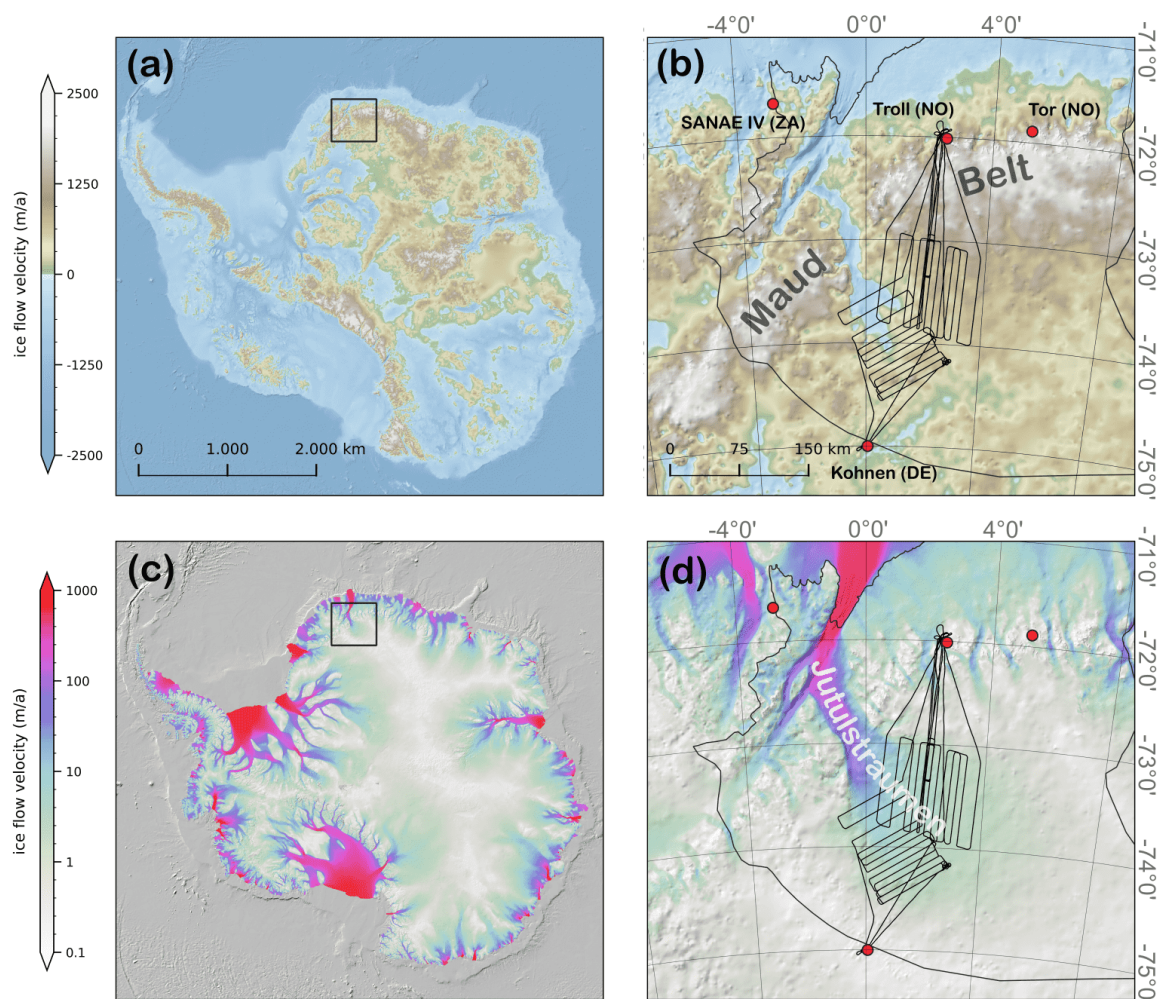 -4°0' 0°0' 4°0'
(a)
(b)
2500
1250
0
-1250
-2500
ice flow velocity (m/a)
0 1.000 2.000 km
SANAE IV (ZA)
Troll (NO)
Tor (NO)
Maud Belt
0 75 150 km
Kohnen (DE)
-71°0'
-72°0'
-73°0'
-74°0'
-75°0'
-4°0' 0°0' 4°0'
(c)
(d)
1000
100
10
1
0.1
ice flow velocity (m/a)
Jutulstraumen
-71°0'
-72°0'
-73°0'
-74°0'
-75°0'